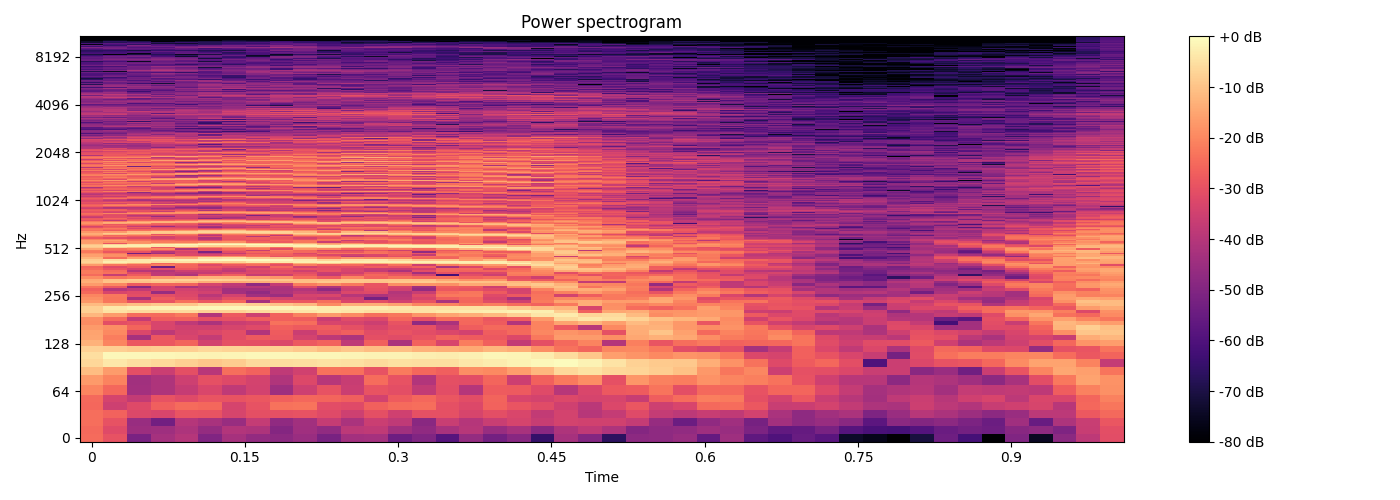 Power spectrogram
Hz
8192
4096
2048
1024
512
256
128
64
0
0 0.15 0.3 0.45 0.6 0.75 0.9
Time
+0 dB
-10 dB
-20 dB
-30 dB
-40 dB
-50 dB
-60 dB
-70 dB
-80 dB